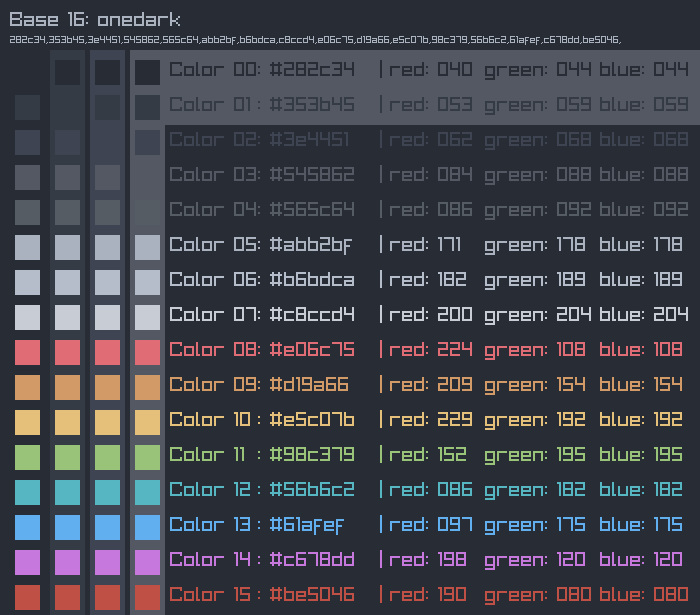 Base 16: onedark
282c34,353b45,3e4451,545862,565c64,abb2bf,b6bdca,c8ccd4,e06c75,d19a66,e5c07b,98c379,56b6c2,61afef,c678dd,be5046,
Color 00: #282c34 | red: 040 green: 044 blue: 044
Color 01 : #353b45 | red: 053 green: 059 blue: 059
Color 02: #3e4451 | red: 062 green: 068 blue: 068
Color 03: #545862 | red: 084 green: 088 blue: 088
Color 04: #565c64 | red: 086 green: 092 blue: 092
Color 05: #abb2bf | red: 171 green: 178 blue: 178
Color 06: #b6bdca | red: 182 green: 189 blue: 189
Color 07: #c8ccd4 | red: 200 green: 204 blue: 204
Color 08: #e06c75 | red: 224 green: 108 blue: 108
Color 09: #d19a66 | red: 209 green: 154 blue: 154
Color 10 : #e5c07b | red: 229 green: 192 blue: 192
Color 11 : #98c379 | red: 152 green: 195 blue: 195
Color 12 : #56b6c2 | red: 086 green: 182 blue: 182
Color 13 : #61afef | red: 097 green: 175 blue: 175
Color 14 : #c678dd | red: 198 green: 120 blue: 120
Color 15 : #be5046 | red: 190 green: 080 blue: 080